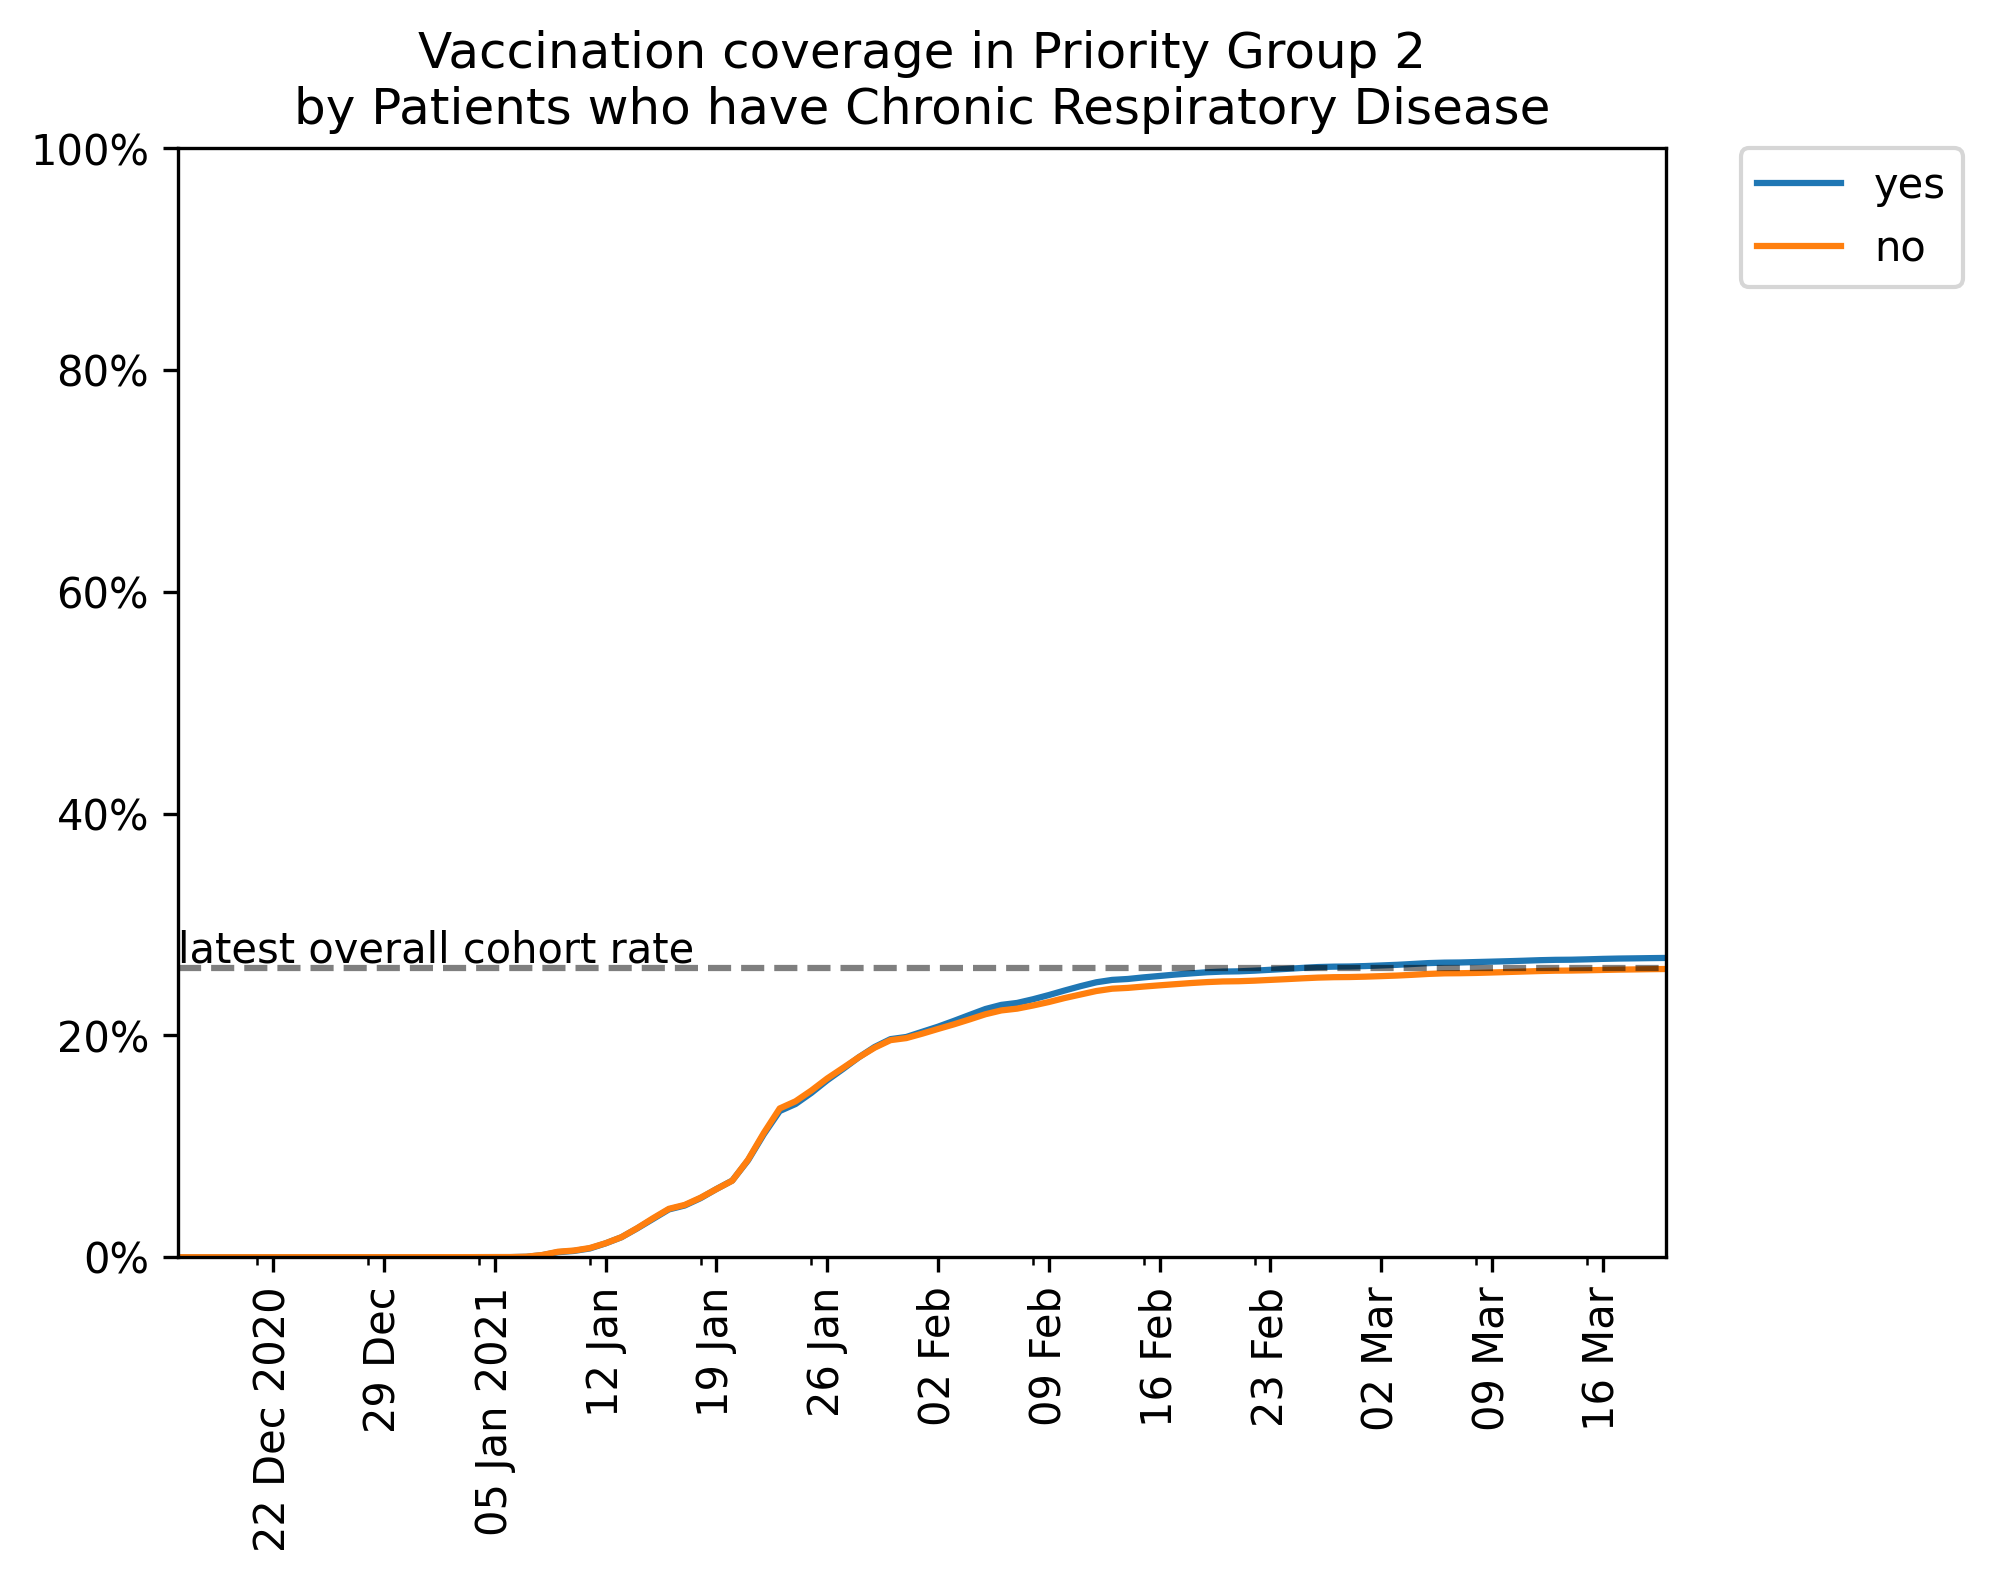 Vaccination coverage in Priority Group 2
by Patients who have Chronic Respiratory Disease
100%
80%
60%
40%
20%
0%
latest overall cohort rate
22 Dec 2020
29 Dec
05 Jan 2021
12 Jan
19 Jan
26 Jan
02 Feb
09 Feb
16 Feb
23 Feb
02 Mar
09 Mar
16 Mar
yes
no